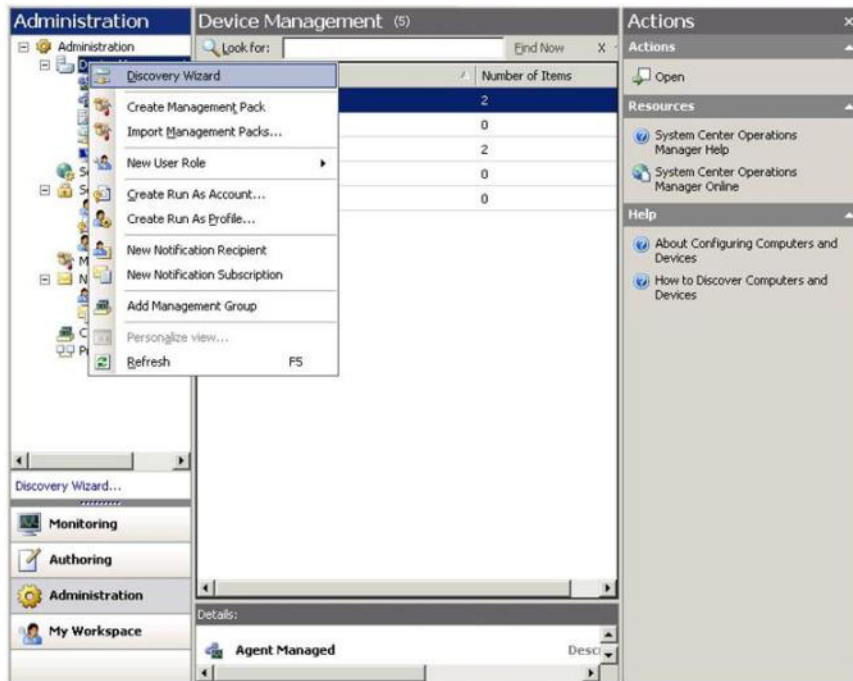 Administration
Administration
Discovery Wizard
Create Management Pack
Import Management Packs...
New User Role
Create Run As Account...
Create Run As Profile...
New Notification Recipient
New Notification Subscription
Add Management Group
Personalize view...
Refresh F5
Discovery Wizard...
Monitoring
Authoring
Administration
My Workspace
Device Management (5)
Look for: Find Now X
Number of Items
2
0
2
0
0
Details:
Agent Managed
Actions x
Actions
Open
Resources
System Center Operations
Manager Help
System Center Operations
Manager Online
Help
About Configuring Computers and
Devices
How to Discover Computers and
Devices